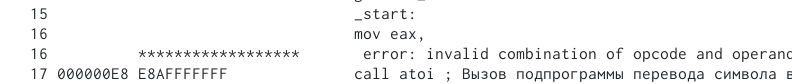 15 _start:
16 mov eax,
16 ****************** error: invalid combination of opcode and
17 000000E8 E8AFFFFFFF call atoi ; Вызов подпрограммы перевода символа